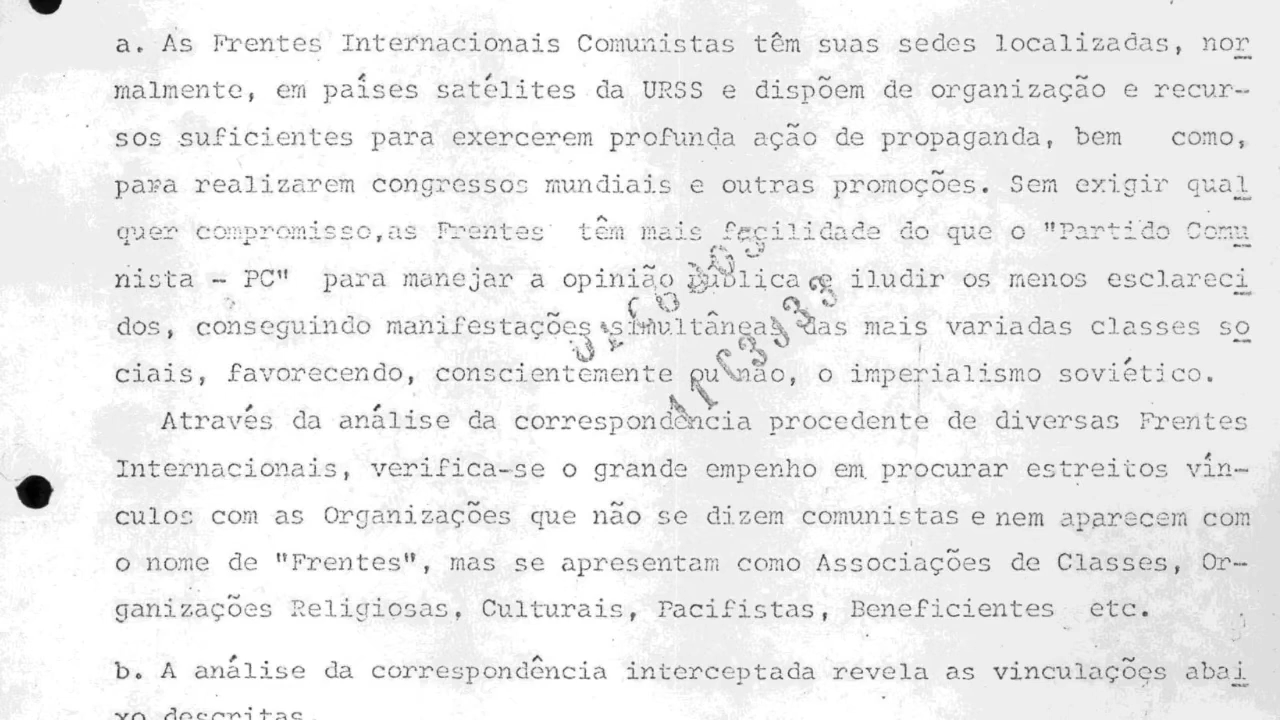 a. As Frentes Internacionais Comunistas têm suas sedes localizadas, nor
malmente, em países satélites da URSS e dispõem de organização e recur-
sos suficientes para exercerem profunda ação de propaganda, bem como,
para realizarem congressos mundiais e outras promoções. Sem exigir qual
quer compromisso,as Frentes têm mais facilidade do que o "Partido Comu
nista - PC" para manejar a opinião pública e iludir os menos esclareci
dos, conseguindo manifestações simultâneas das mais variadas classes so
ciais, favorecendo, conscientemente ou não, o imperialismo soviético.
Através da análise da correspondência procedente de diversas Frentes
Internacionais, verifica-se o grande empenho em procurar estreitos vín-
culos com as Organizações que não se dizem comunistas e nem aparecem com
o nome de "Frentes", mas se apresentam como Associações de Classes, Or-
ganizações Religiosas, Culturais, Pacifistas, Beneficientes etc.
b. A análise da correspondência interceptada revela as vinculações abai
xo descritas.